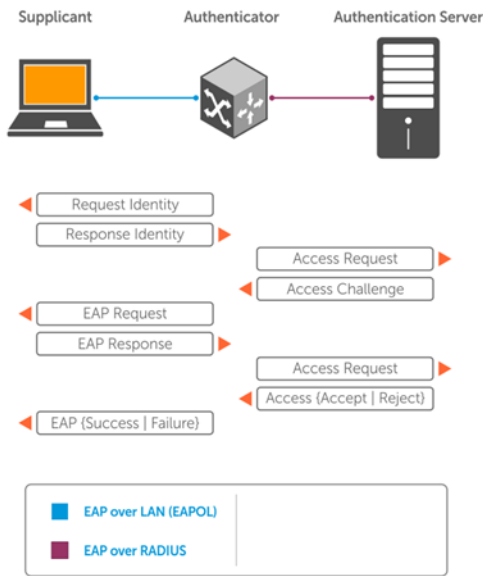 Supplicant Authenticator Authentication Server
Request Identity
Response Identity
Access Request
Access Challenge
EAP Request
EAP Response
Access Request
Access {Accept | Reject}
EAP {Success | Failure}
EAP over LAN (EAPOL)
EAP over RADIUS